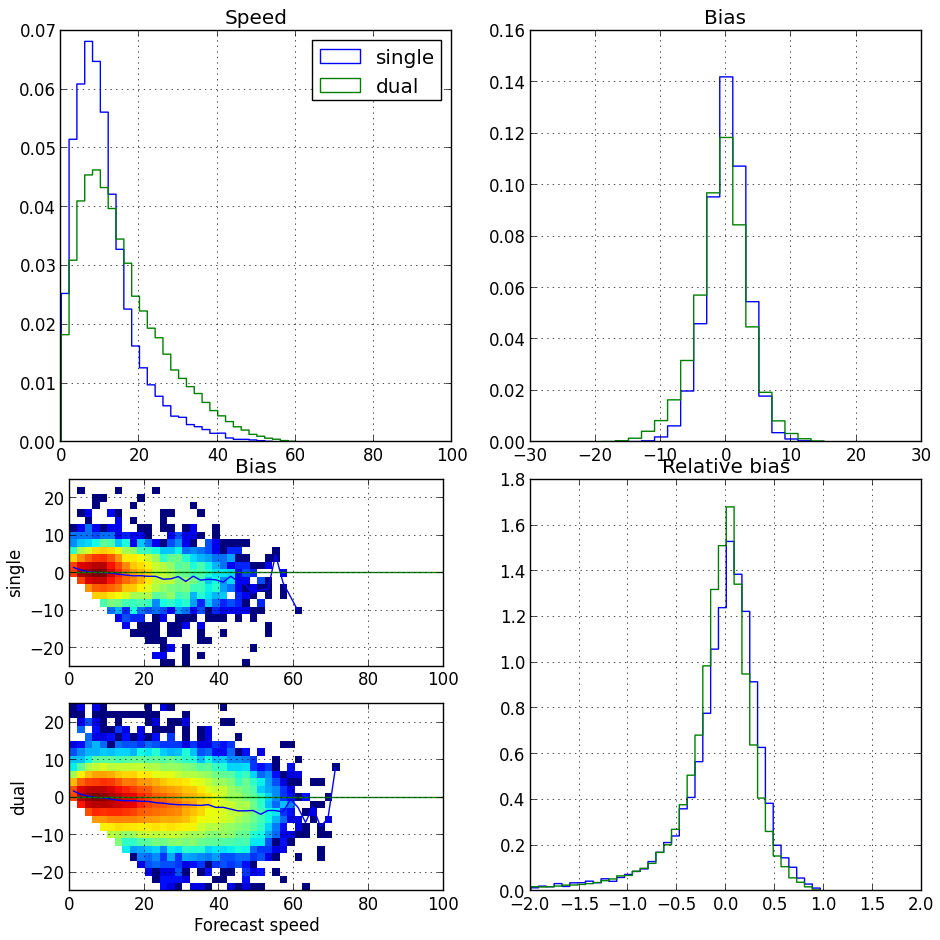 Speed
0.07
0.06
0.05
0.04
0.03
0.02
0.01
0.00
0 20 40 60 80 100
single
dual
Bias
0.16
0.14
0.12
0.10
0.08
0.06
0.04
0.02
0.00
−30 −20 −10 0 10 20 30
Bias
single
20
10
0
−10
−20
0 20 40 60 80 100
dual
20
10
0
−10
−20
0 20 40 60 80 100
Forecast speed
Relative bias
1.8
1.6
1.4
1.2
1.0
0.8
0.6
0.4
0.2
0.0
−2.0 −1.5 −1.0 −0.5 0.0 0.5 1.0 1.5 2.0